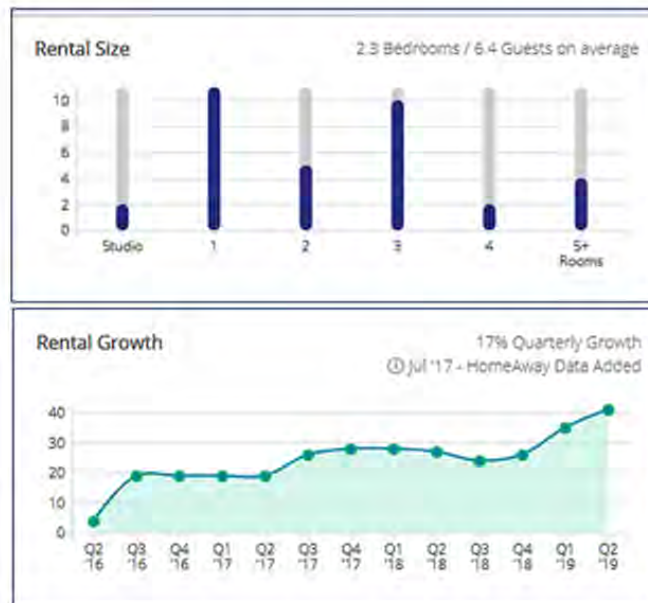 Rental Size
2.3 Bedrooms / 6.4 Guests on average
10
8
6
4
2
0
Studio 1 2 3 4 5+
Rooms
Rental Growth
17% Quarterly Growth
Jul '17 - HomeAway Data Added
40
30
20
10
0
Q2 Q3 Q4 Q1 Q2 Q3 Q4 Q1 Q2 Q3 Q4 Q1 Q2
'16 '16 '16 '17 '17 '17 '17 '18 '18 '18 '18 '19 '19